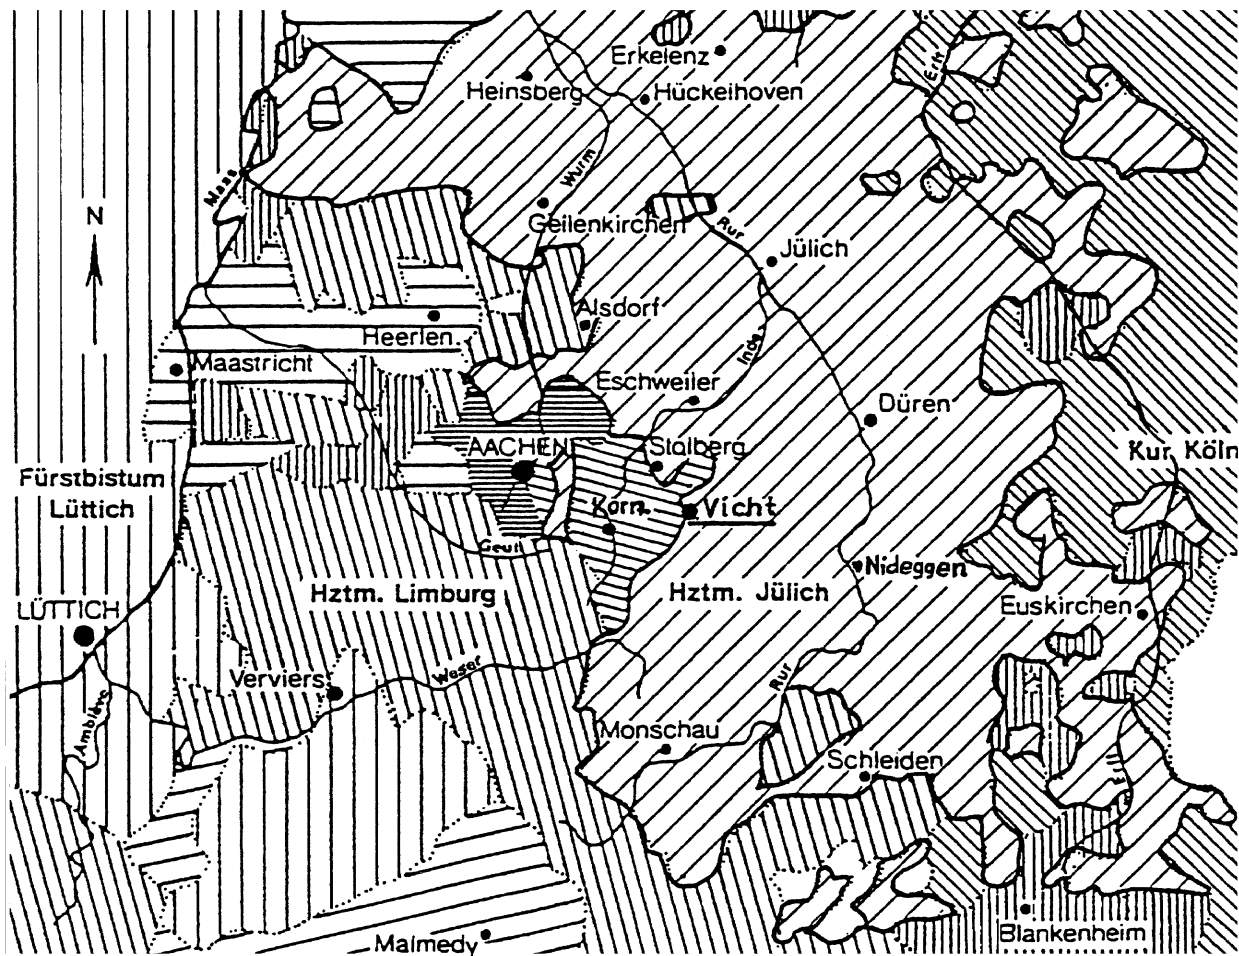 Erkelenz
Erft
Heinsberg
Hückelhoven
Wurm
Maas
N
Geilenkirchen
Rur
Jülich
Alsdorf
Heerlen
Inde
Maastricht
Eschweiler
Düren
AACHEN
Stolberg
Kur Köln
Fürstbistum
Lüttich
Korn.
Vicht
Geul
Nideggen
Hztm. Limburg
Hztm. Jülich
Euskirchen
LÜTTICH
Weser
Rur
Verviers
Amblève
Monschau
Schleiden
Malmedy
Blankenheim